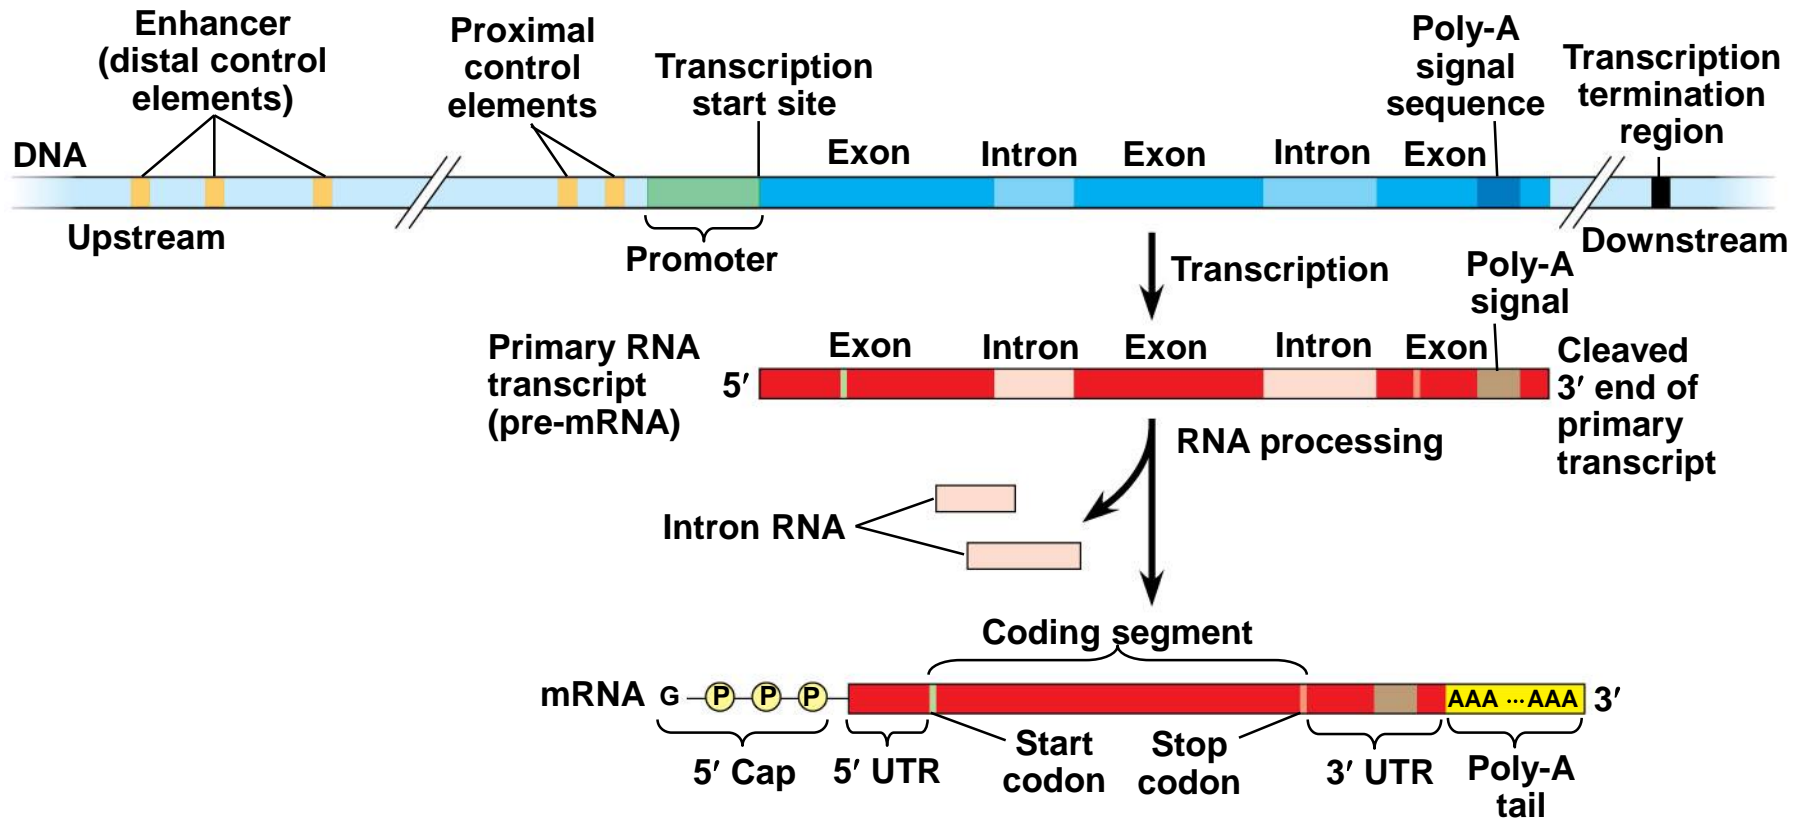 Enhancer
(distal control
elements)
Proximal
control
elements
Transcription
start site
Poly-A
signal
sequence
Transcription
termination
region
DNA
Exon
Intron
Exon
Intron
Exon
Upstream
Promoter
Downstream
Transcription
Poly-A
signal
Primary RNA
transcript
(pre-mRNA)
5′
Exon
Intron
Exon
Intron
Exon
Cleaved
3′ end of
primary
transcript
RNA processing
Intron RNA
Coding segment
mRNA
G
P
P
P
AAA ... AAA
3′
5′ Cap
5′ UTR
Start
codon
Stop
codon
3′ UTR
Poly-A
tail